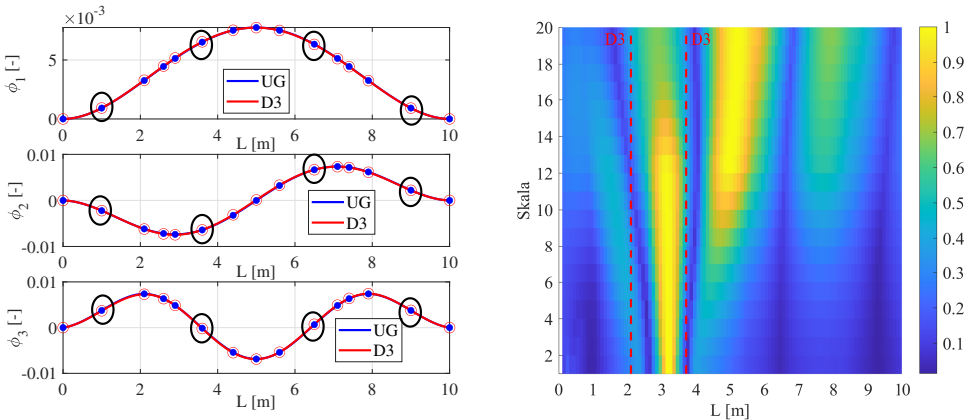 ×10⁻³
5
0
ϕ₁ [-]
UG
D3
0 2 4 6 8 10
L [m]
0.01
0
-0.01
ϕ₂ [-]
UG
D3
0 2 4 6 8 10
L [m]
0.01
0
-0.01
ϕ₃ [-]
UG
D3
0 2 4 6 8 10
L [m]
D3 D3
20
18
16
14
12
10
8
6
4
2
Skala
0 1 2 3 4 5 6 7 8 9 10
L [m]
1
0.9
0.8
0.7
0.6
0.5
0.4
0.3
0.2
0.1